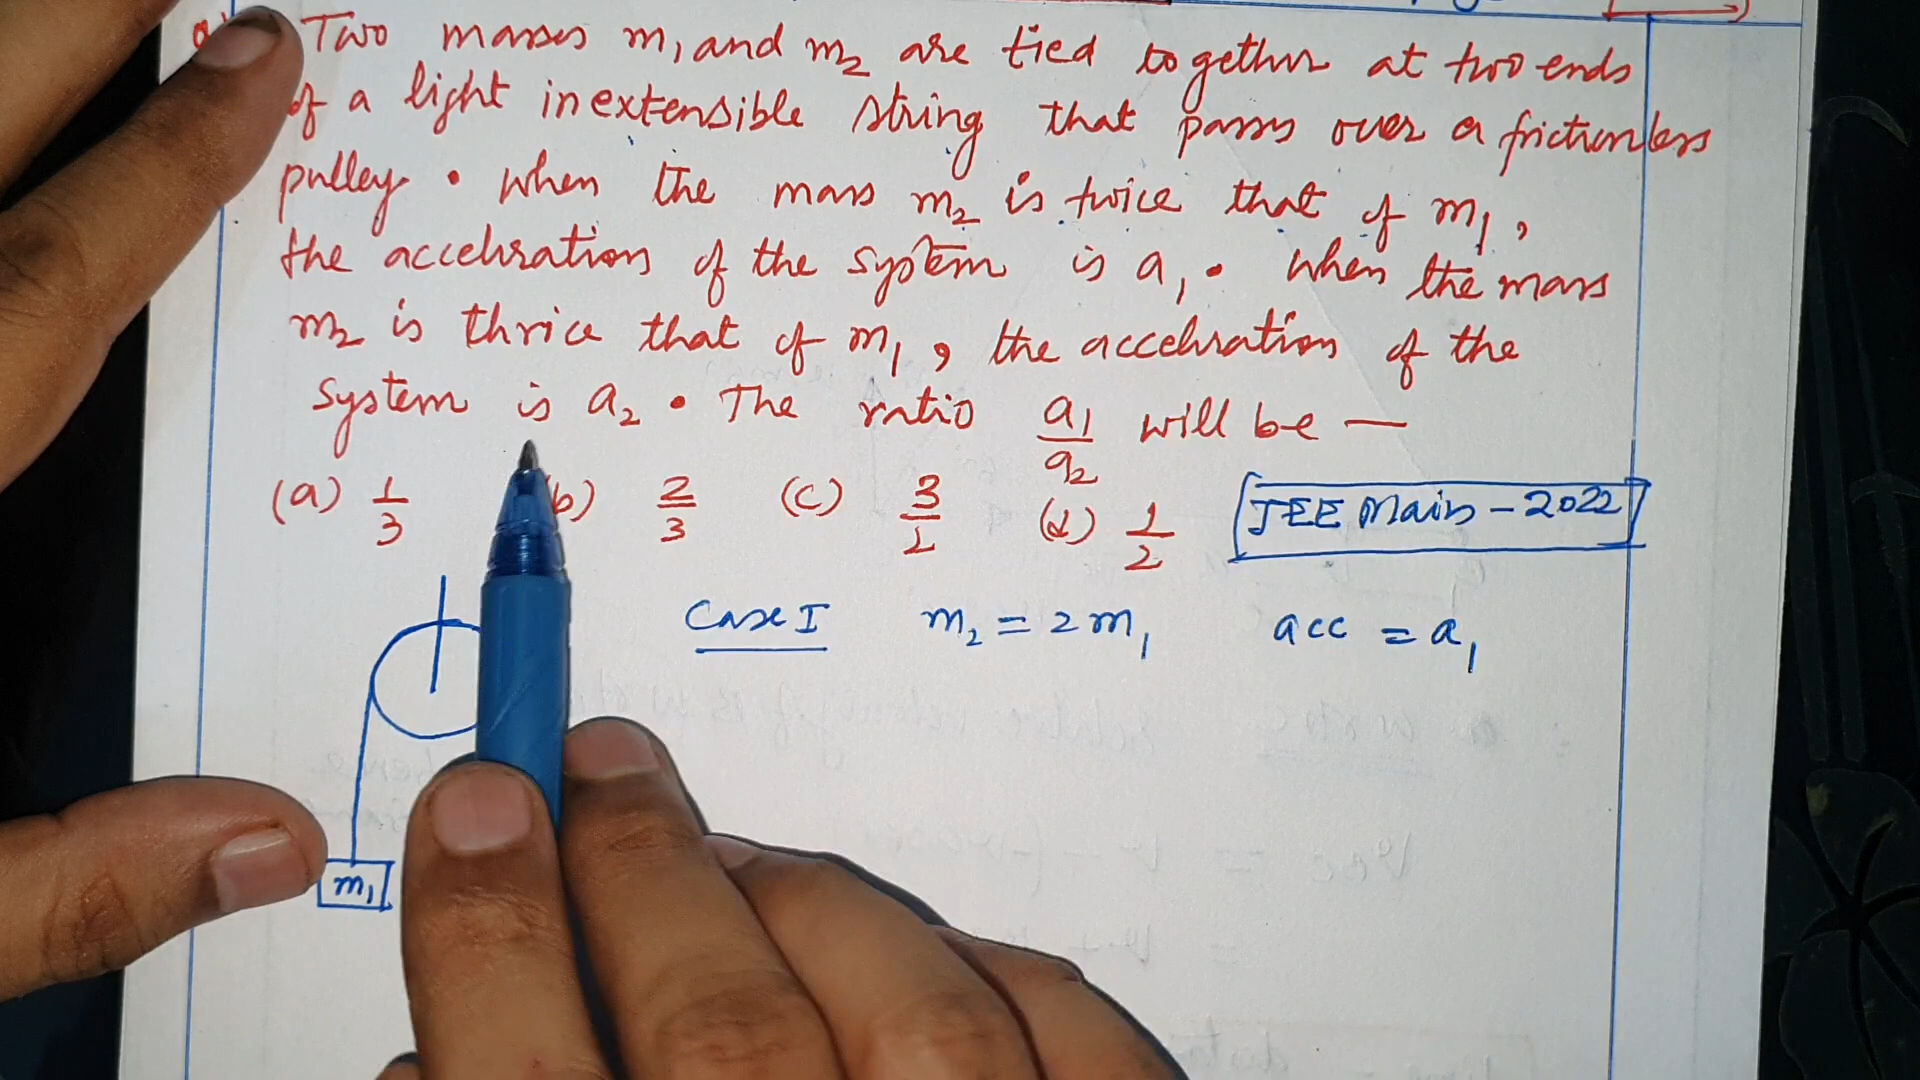 Two masses m₁ and m₂ are tied together at two ends
of a light inextensible string that passes over a frictionless
pulley. When the mass m₂ is twice that of m₁,
the acceleration of the system is a₁. When the mass
m₂ is thrice that of m₁, the acceleration of the
system is a₂. The ratio a₁/a₂ will be —
(a) 1/3 (b) 2/3 (c) 3/1 (d) 1/2 JEE Main - 2022
Case I m₂ = 2m₁ acc = a₁
m₁